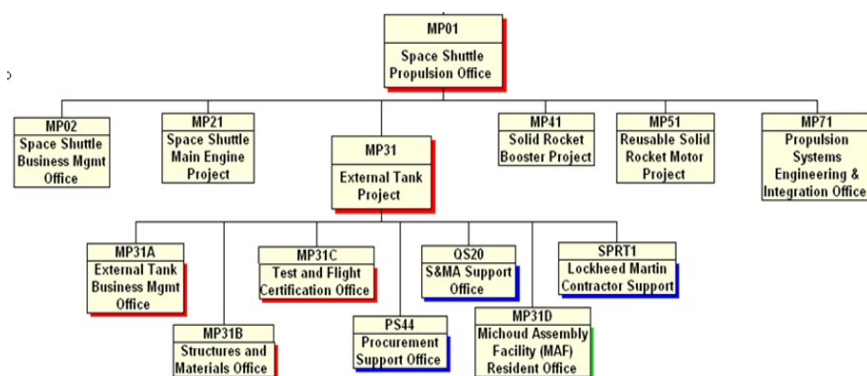 MP01
Space Shuttle
Propulsion Office
MP02
Space Shuttle
Business Mgmt
Office
MP21
Space Shuttle
Main Engine
Project
MP31
External Tank
Project
MP41
Solid Rocket
Booster Project
MP51
Reusable Solid
Rocket Motor
Project
MP71
Propulsion
Systems
Engineering &
Integration Office
MP31A
External Tank
Business Mgmt
Office
MP31B
Structures and
Materials Office
MP31C
Test and Flight
Certification Office
PS44
Procurement
Support Office
QS20
S&MA Support
Office
MP31D
Michoud Assembly
Facility (MAF)
Resident Office
SPRT1
Lockheed Martin
Contractor Support